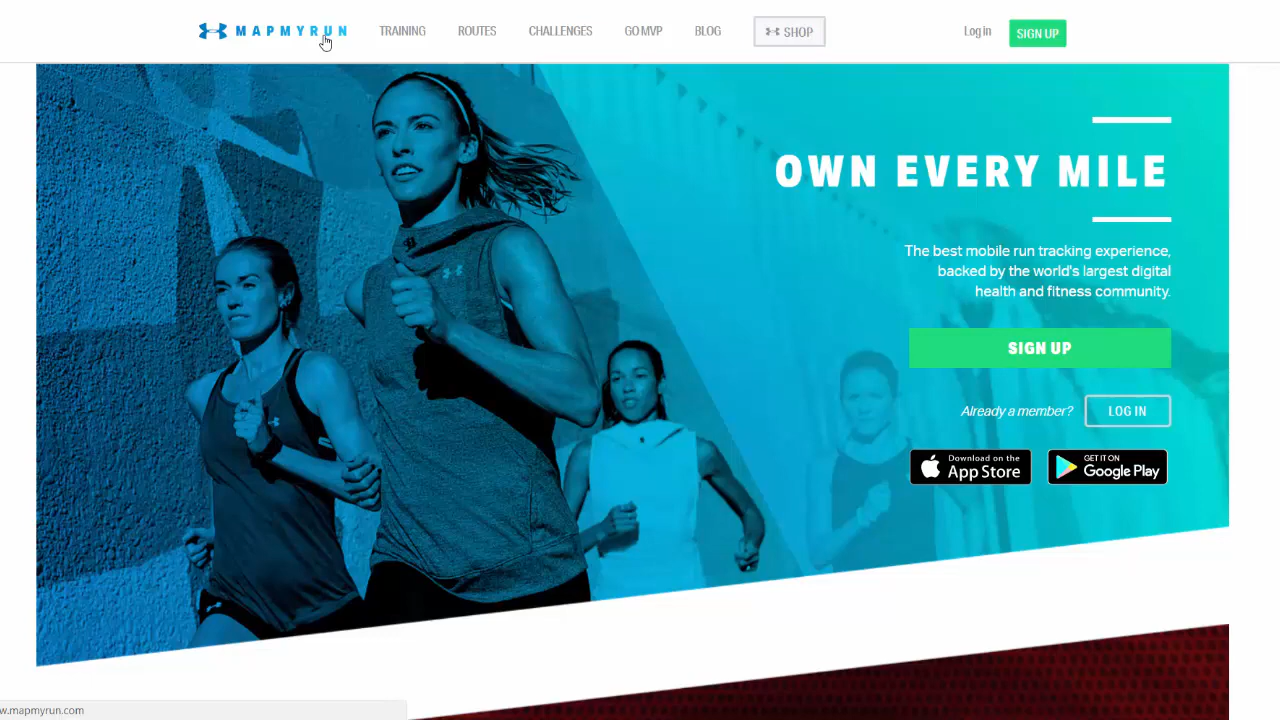 MAPMYRUN TRAINING ROUTES CHALLENGES GO MVP BLOG SHOP Log in SIGN UP
OWN EVERY MILE
The best mobile run tracking experience,
backed by the world's largest digital
health and fitness community.
SIGN UP
Already a member? LOG IN
Download on the
App Store
GET IT ON
Google Play
w.mapmyrun.com